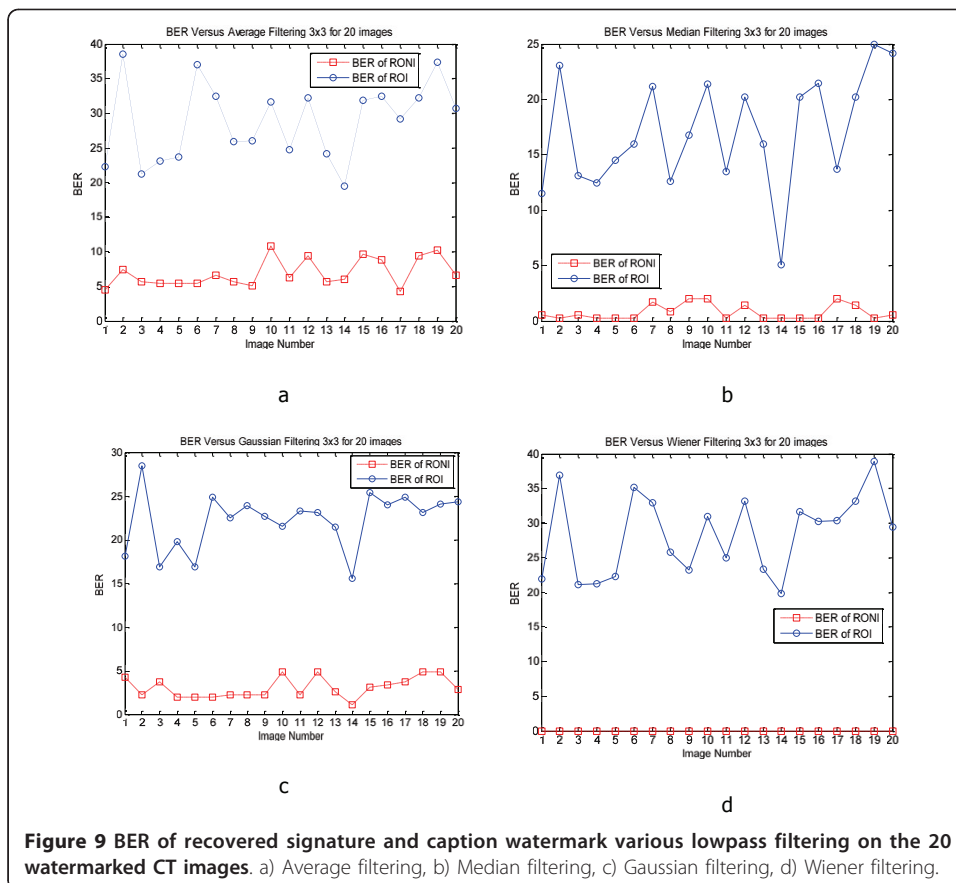 BER Versus Average Filtering 3x3 for 20 images
40
35
30
25
20
15
10
5
0
BER
BER of RONI
BER of ROI
1 2 3 4 5 6 7 8 9 10 11 12 13 14 15 16 17 18 19 20
Image Number
a
BER Versus Median Filtering 3x3 for 20 images
25
20
15
10
5
0
BER
BER of RONI
BER of ROI
1 2 3 4 5 6 7 8 9 10 11 12 13 14 15 16 17 18 19 20
Image Number
b
BER Versus Gaussian Filtering 3x3 for 20 images
30
25
20
15
10
5
0
BER
BER of RONI
BER of ROI
1 2 3 4 5 6 7 8 9 10 11 12 13 14 15 16 17 18 19 20
Image Number
c
BER Versus Wiener Filtering 3x3 for 20 images
40
35
30
25
20
15
10
5
0
BER
BER of RONI
BER of ROI
1 2 3 4 5 6 7 8 9 10 11 12 13 14 15 16 17 18 19 20
Image Number
d
Figure 9 BER of recovered signature and caption watermark various lowpass filtering on the 20
watermarked CT images. a) Average filtering, b) Median filtering, c) Gaussian filtering, d) Wiener filtering.